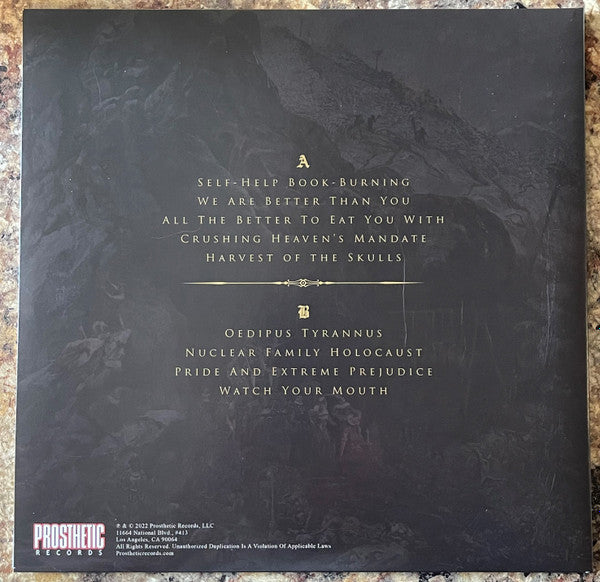 A
Self-Help Book-Burning
We Are Better Than You
All The Better To Eat You With
Crushing Heaven's Mandate
Harvest of the Skulls
B
Oedipus Tyrannus
Nuclear Family Holocaust
Pride And Extreme Prejudice
Watch Your Mouth
PROSTHETIC
RECORDS
℗ & © 2022 Prosthetic Records, LLC
11664 National Blvd., #413
Los Angeles, CA 90064
All Rights Reserved. Unauthorized Duplication Is A Violation Of Applicable Laws
Prostheticrecords.com